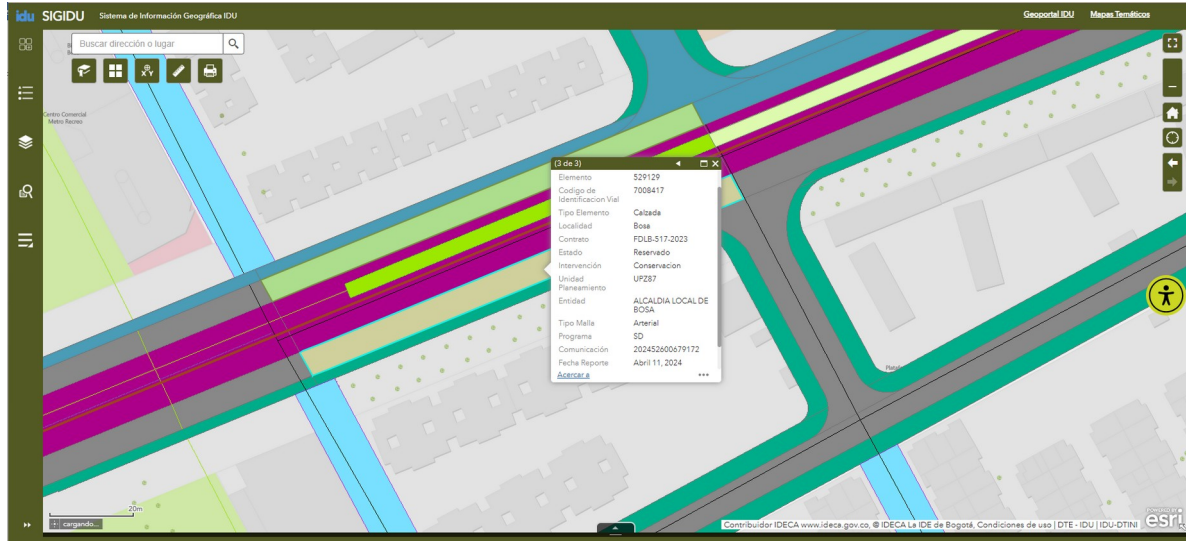 idu SIGIDU Sistema de Información Geográfica IDU
Geoportal IDU Mapas Temáticos
Buscar dirección o lugar
Centro Comercial
Metro Recreo
(3 de 3)
Elemento 529129
Codigo de Identificacion Vial 7008417
Tipo Elemento Calzada
Localidad Bosa
Contrato FDLB-517-2023
Estado Reservado
Intervención Conservacion
Unidad Planeamiento UPZ87
Entidad ALCALDIA LOCAL DE BOSA
Tipo Malla Arterial
Programa SD
Comunicación 202452600679172
Fecha Reporte Abril 11, 2024
Acercar a
20m
cargando...
Contribuidor IDECA www.ideca.gov.co, © IDECA La IDE de Bogotá, Condiciones de uso | DTE - IDU | IDU-DTINI
POWERED BY
esri